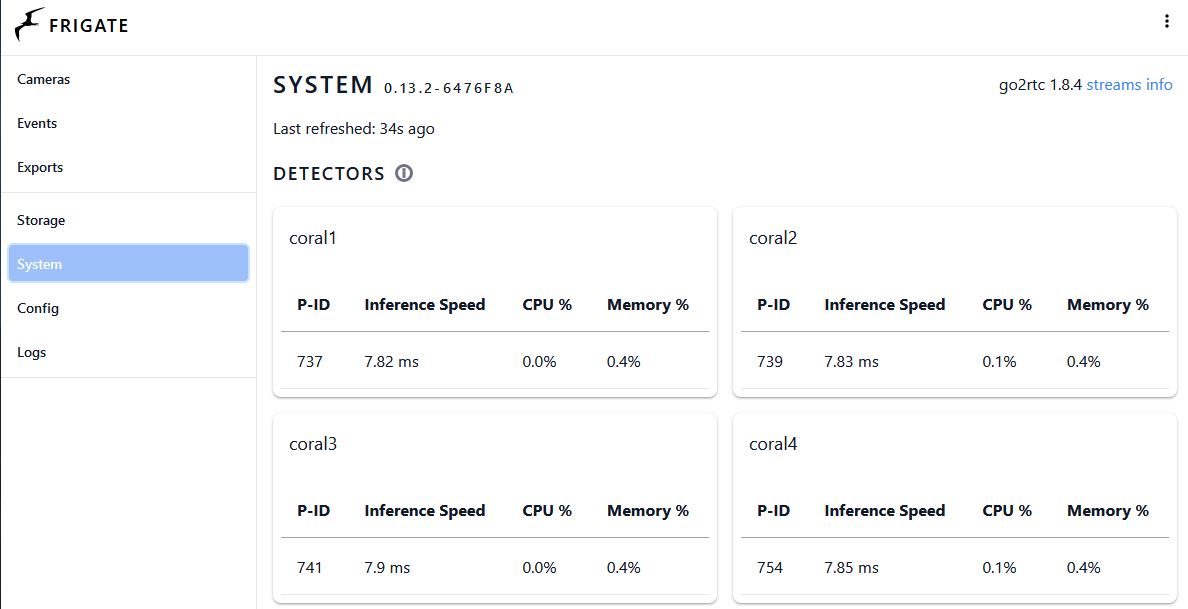 FRIGATE
Cameras
Events
Exports
Storage
System
Config
Logs
SYSTEM 0.13.2-6476F8A
go2rtc 1.8.4 streams info
Last refreshed: 34s ago
DETECTORS
coral1
P-ID Inference Speed CPU % Memory %
737 7.82 ms 0.0% 0.4%
coral2
P-ID Inference Speed CPU % Memory %
739 7.83 ms 0.1% 0.4%
coral3
P-ID Inference Speed CPU % Memory %
741 7.9 ms 0.0% 0.4%
coral4
P-ID Inference Speed CPU % Memory %
754 7.85 ms 0.1% 0.4%